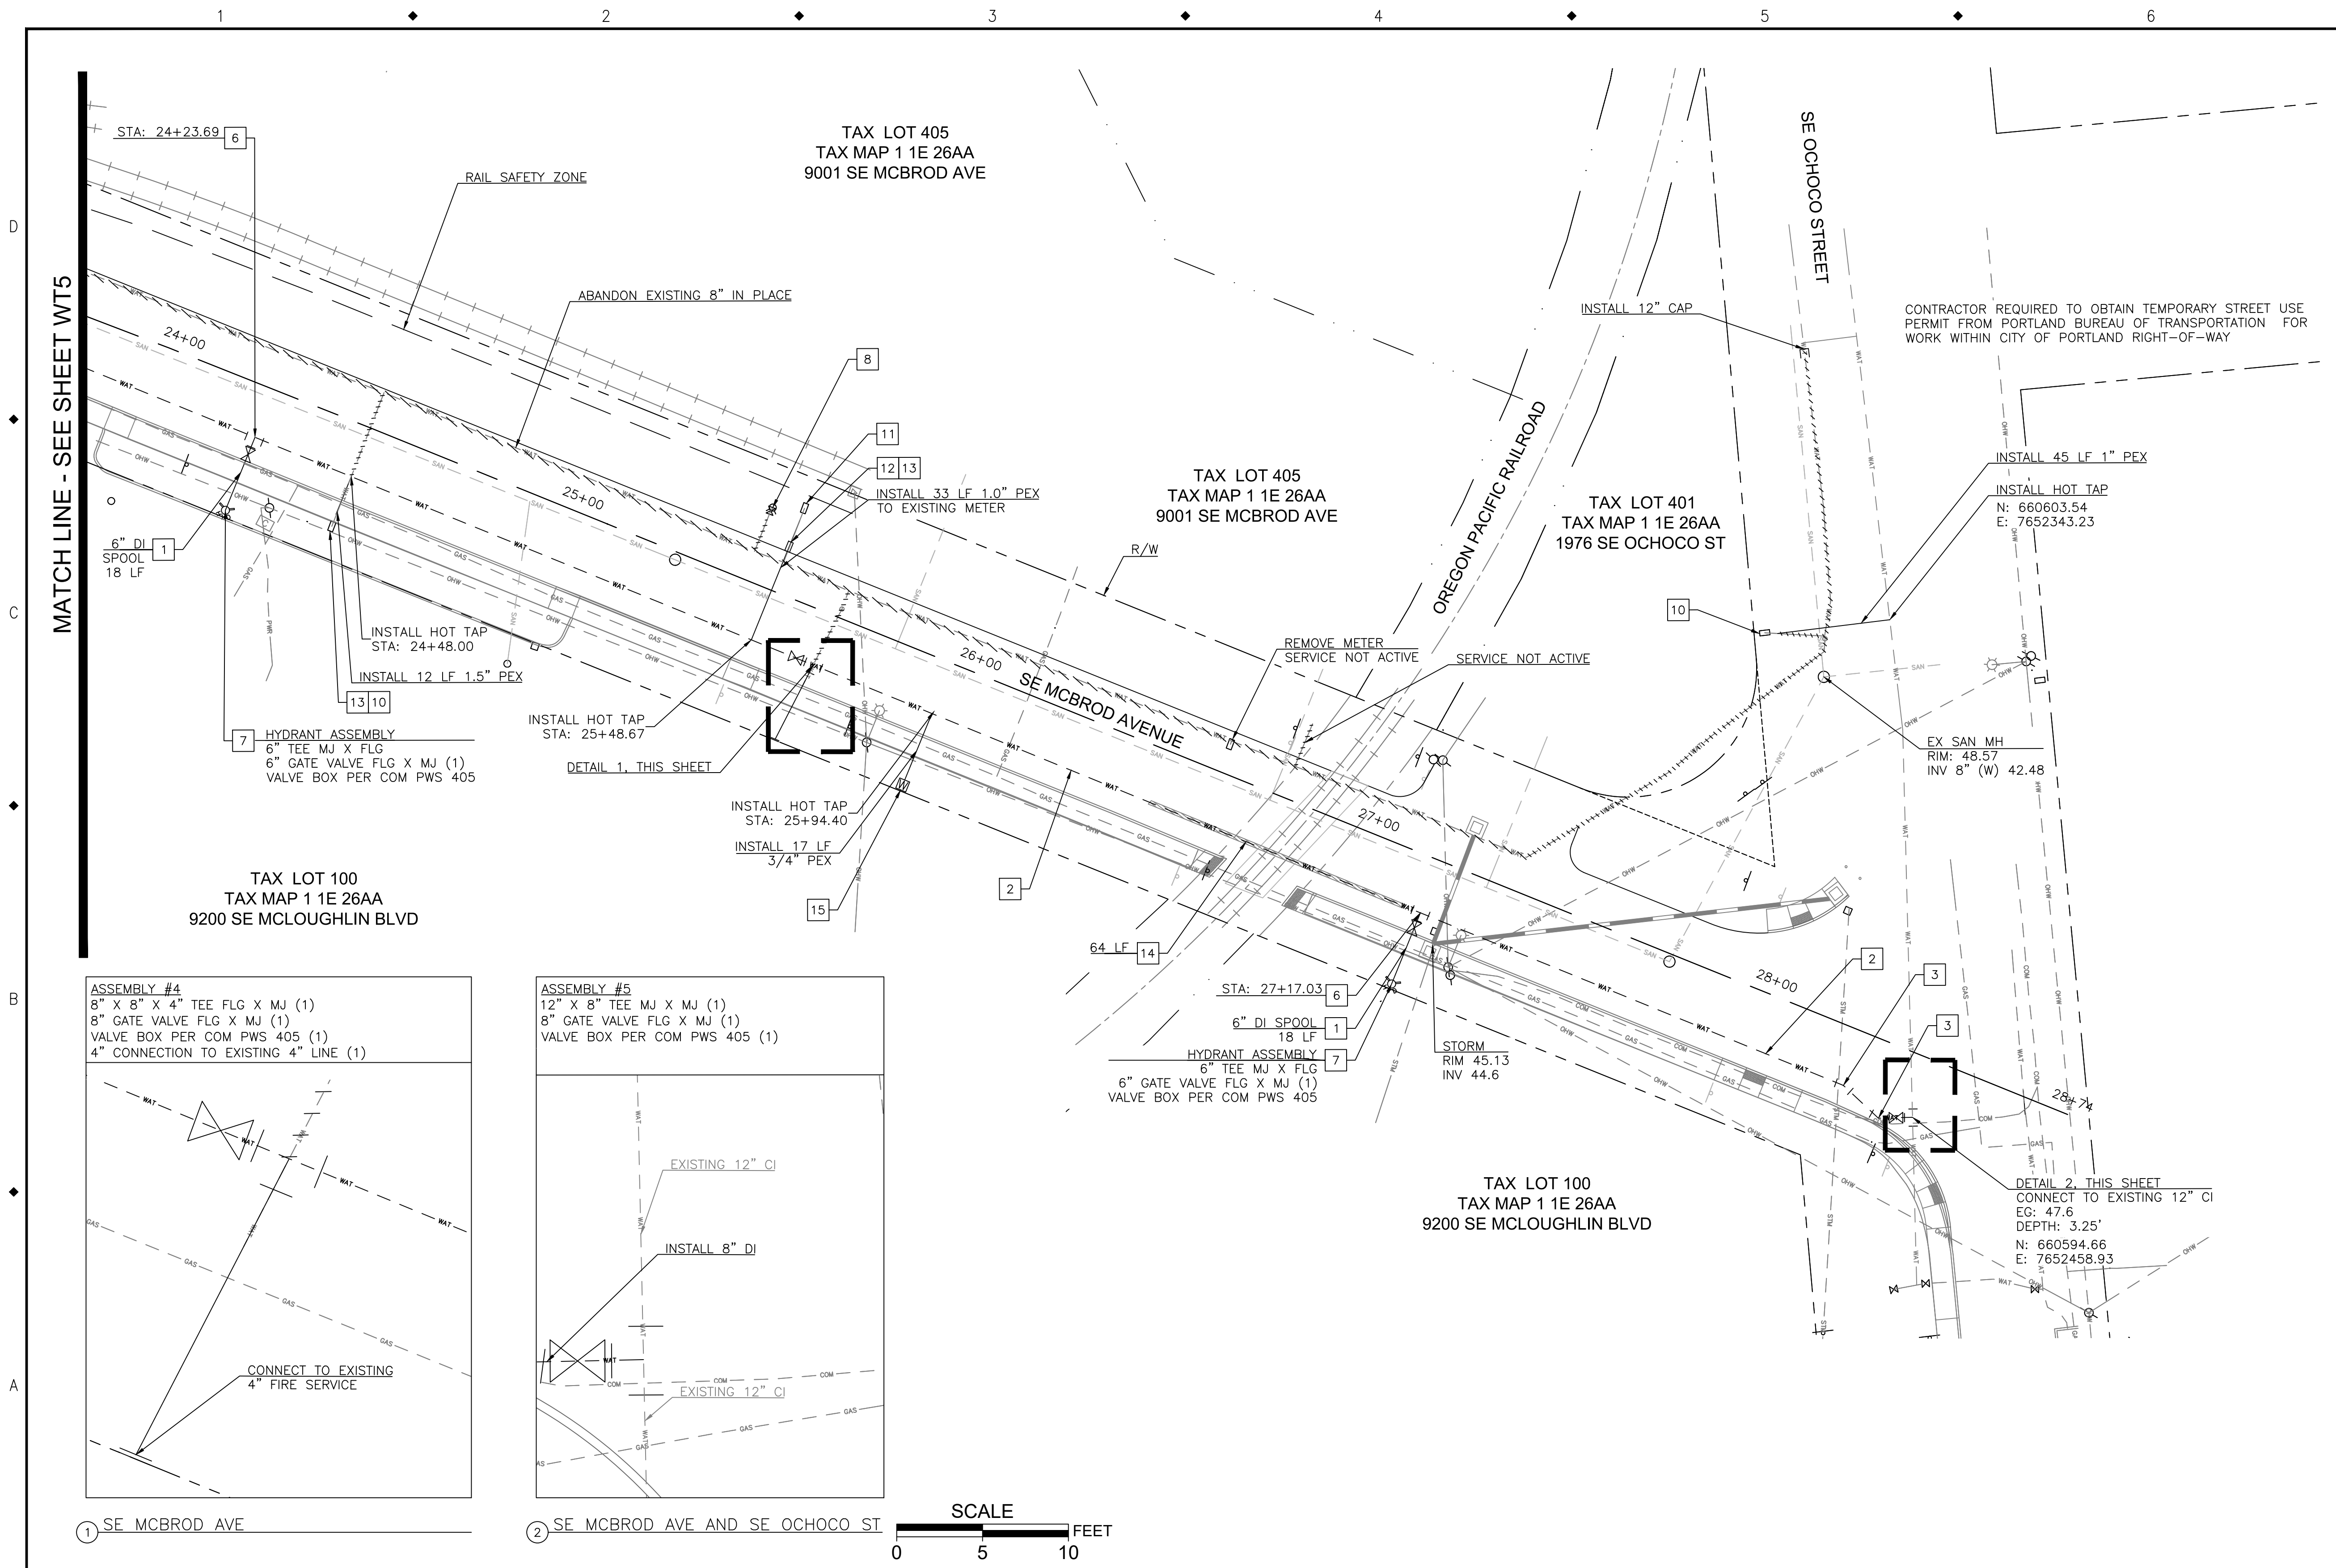 1 2 3 4 5 6
D
C
B
A
MATCH LINE - SEE SHEET WT5
STA: 24+23.69 6
RAIL SAFETY ZONE
TAX LOT 405
TAX MAP 1 1E 26AA
9001 SE MCBROD AVE
ABANDON EXISTING 8” IN PLACE
24+00
8
11
12 13
INSTALL 33 LF 1.0” PEX
TO EXISTING METER
25+00
6” DI
SPOOL
18 LF
1
INSTALL HOT TAP
STA: 24+48.00
INSTALL 12 LF 1.5” PEX
13 10
7 HYDRANT ASSEMBLY
6” TEE MJ X FLG
6” GATE VALVE FLG X MJ (1)
VALVE BOX PER COM PWS 405
INSTALL HOT TAP
STA: 25+48.67
DETAIL 1, THIS SHEET
INSTALL HOT TAP
STA: 25+94.40
INSTALL 17 LF
3/4” PEX
15
2
TAX LOT 405
TAX MAP 1 1E 26AA
9001 SE MCBROD AVE
R/W
26+00
SE MCBROD AVENUE
REMOVE METER
SERVICE NOT ACTIVE
SERVICE NOT ACTIVE
27+00
OREGON PACIFIC RAILROAD
TAX LOT 401
TAX MAP 1 1E 26AA
1976 SE OCHOCO ST
10
SE OCHOCO STREET
INSTALL 12” CAP
CONTRACTOR REQUIRED TO OBTAIN TEMPORARY STREET USE
PERMIT FROM PORTLAND BUREAU OF TRANSPORTATION FOR
WORK WITHIN CITY OF PORTLAND RIGHT-OF-WAY
INSTALL 45 LF 1” PEX
INSTALL HOT TAP
N: 660603.54
E: 7652343.23
EX SAN MH
RIM: 48.57
INV 8” (W) 42.48
TAX LOT 100
TAX MAP 1 1E 26AA
9200 SE MCLOUGHLIN BLVD
64 LF 14
STA: 27+17.03 6
6” DI SPOOL 1
18 LF
HYDRANT ASSEMBLY 7
6” TEE MJ X FLG
6” GATE VALVE FLG X MJ (1)
VALVE BOX PER COM PWS 405
STORM
RIM 45.13
INV 44.6
28+00
2
3
3
28+74
DETAIL 2, THIS SHEET
CONNECT TO EXISTING 12” CI
EG: 47.6
DEPTH: 3.25’
N: 660594.66
E: 7652458.93
TAX LOT 100
TAX MAP 1 1E 26AA
9200 SE MCLOUGHLIN BLVD
ASSEMBLY #4
8” X 8” X 4” TEE FLG X MJ (1)
8” GATE VALVE FLG X MJ (1)
VALVE BOX PER COM PWS 405 (1)
4” CONNECTION TO EXISTING 4” LINE (1)
WAT
WAT
WAT
WAT
WAT
GAS
GAS
GAS
CONNECT TO EXISTING
4” FIRE SERVICE
1 SE MCBROD AVE
ASSEMBLY #5
12” X 8” TEE MJ X MJ (1)
8” GATE VALVE FLG X MJ (1)
VALVE BOX PER COM PWS 405 (1)
WAT
EXISTING 12” CI
WAT
INSTALL 8” DI
WAT
WAT
COM
COM
COM
EXISTING 12” CI
WAT
GAS
GAS
GAS
2 SE MCBROD AVE AND SE OCHOCO ST
SCALE
FEET
0 5 10